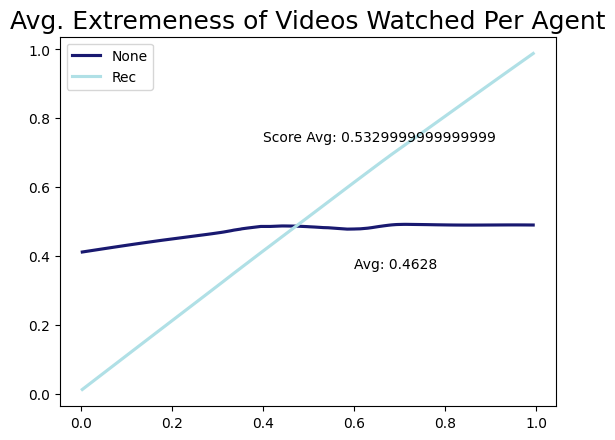 Avg. Extremeness of Videos Watched Per Agent
None
Rec
1.0
0.8
0.6
0.4
0.2
0.0
Score Avg: 0.5329999999999999
Avg: 0.4628
0.0 0.2 0.4 0.6 0.8 1.0